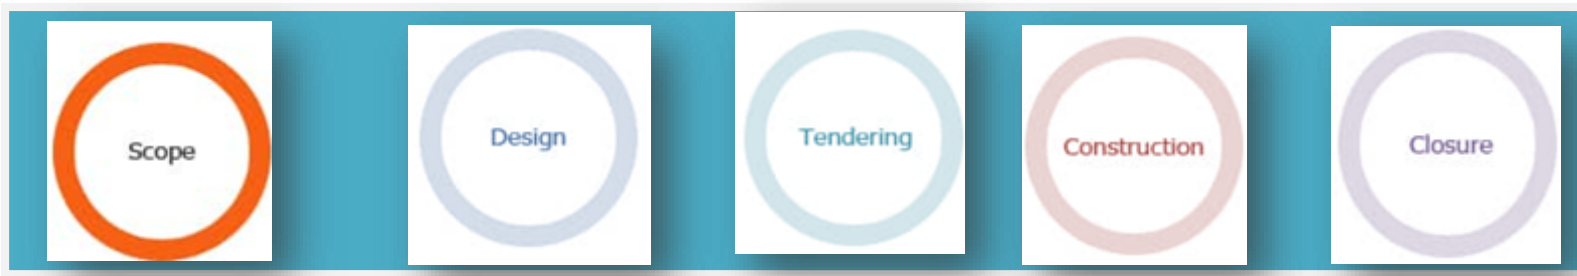 Scope
Design
Tendering
Construction
Closure